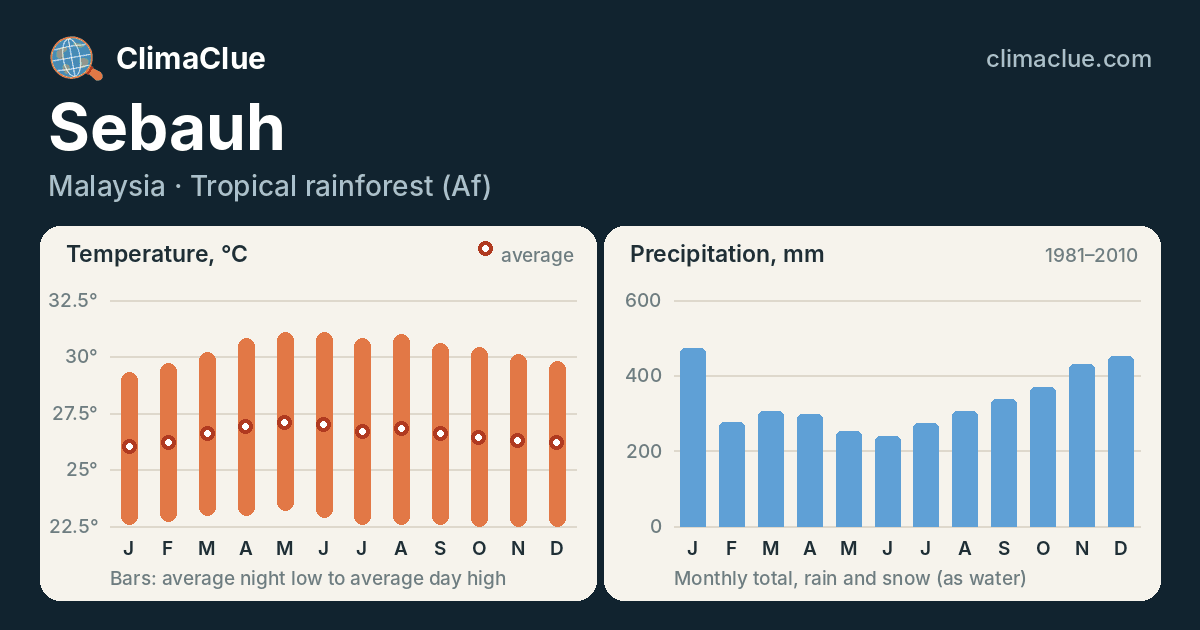 ClimaClue
climaclue.com
Sebauh
Malaysia · Tropical rainforest (Af)
Temperature, °C
average
32.5°
30°
27.5°
25°
22.5°
J F M A M J J A S O N D
Bars: average night low to average day high
Precipitation, mm
1981–2010
600
400
200
0
J F M A M J J A S O N D
Monthly total, rain and snow (as water)